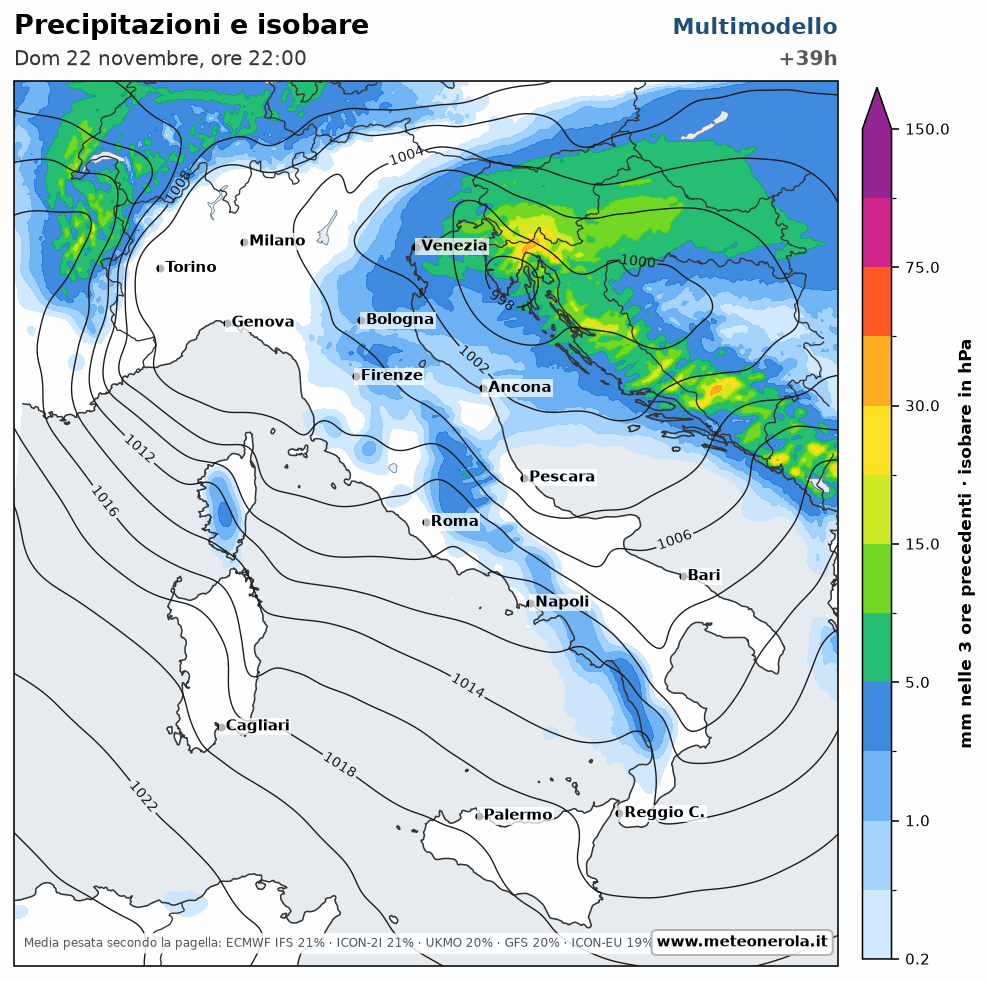 Precipitazioni e isobare
Multimodello
Dom 22 novembre, ore 22:00
+39h
1004
1008
Milano
Venezia
Torino
1000
998
Genova
Bologna
1002
Firenze
Ancona
1012
Pescara
1016
Roma
1006
Bari
Napoli
1014
Cagliari
1018
1022
Palermo
Reggio C.
Media pesata secondo la pagella: ECMWF IFS 21% · ICON-2I 21% · UKMO 20% · GFS 20% · ICON-EU 19%
www.meteonerola.it
150.0
75.0
30.0
15.0
5.0
1.0
0.2
mm nelle 3 ore precedenti · isobare in hPa